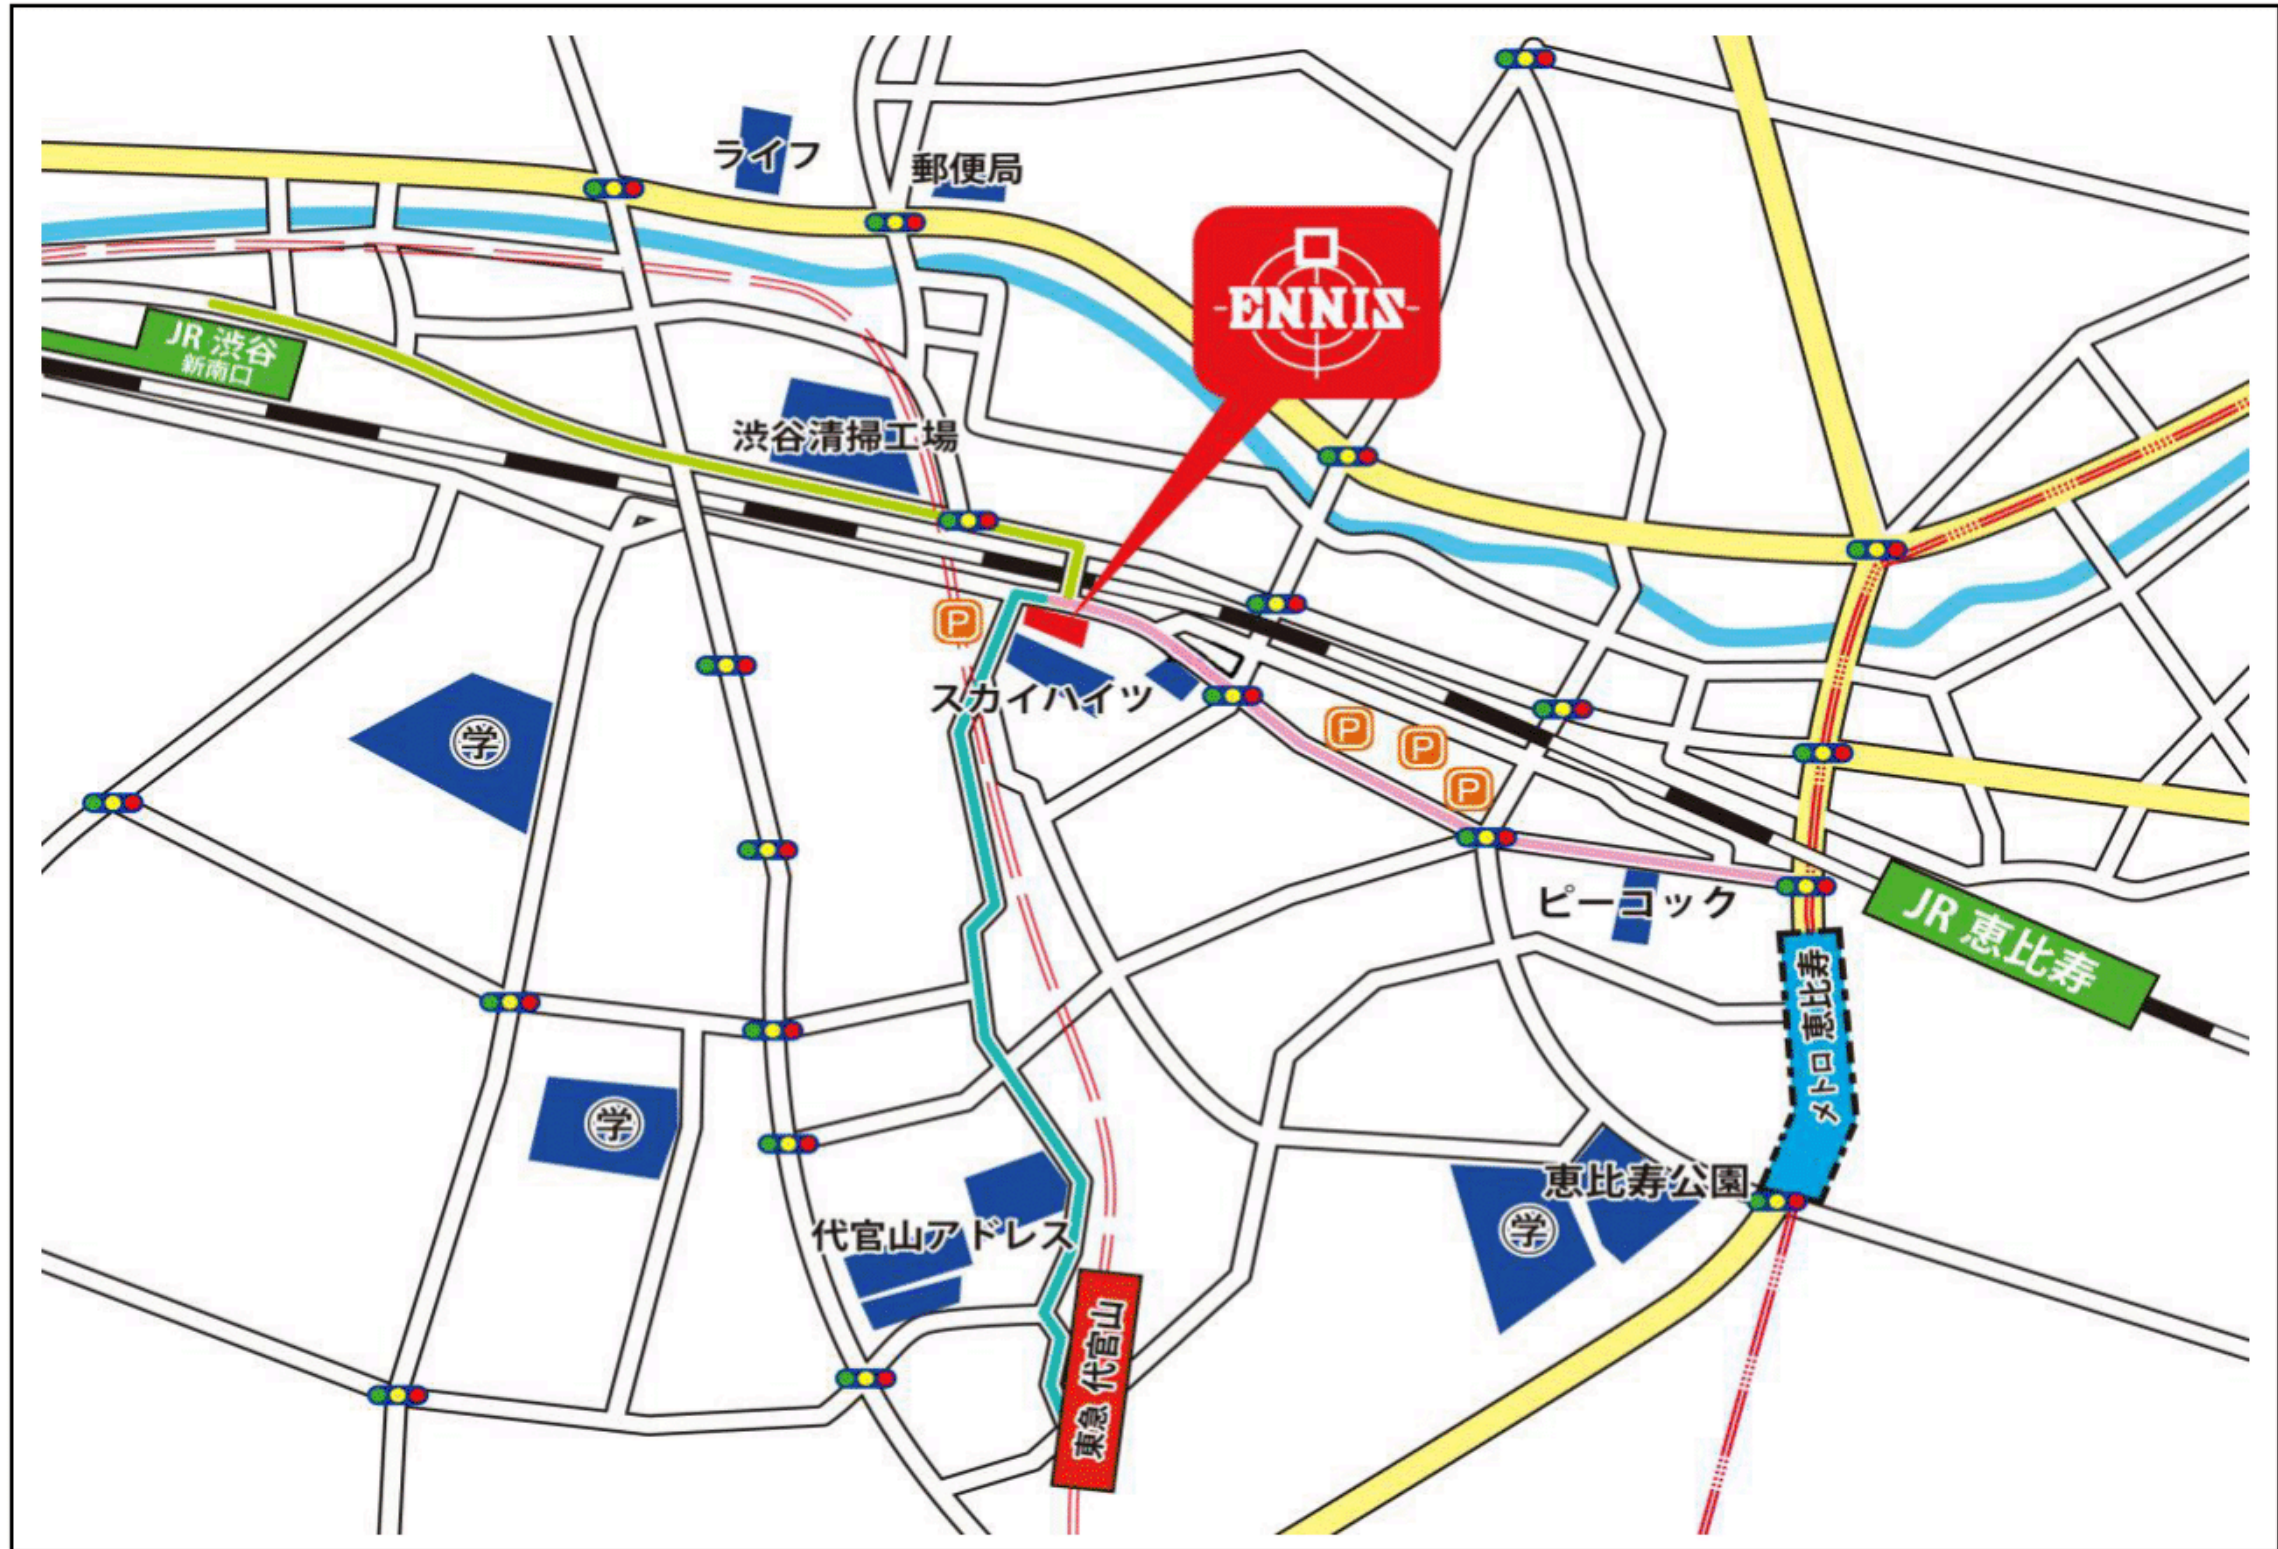 ライフ
郵便局
ENNIS
JR 渋谷
新南口
渋谷清掃工場
P
スカイハイツ
P
P
P
学
ピーコック
JR 恵比寿
メトロ 恵比寿
学
恵比寿公園
学
代官山アドレス
東急 代官山